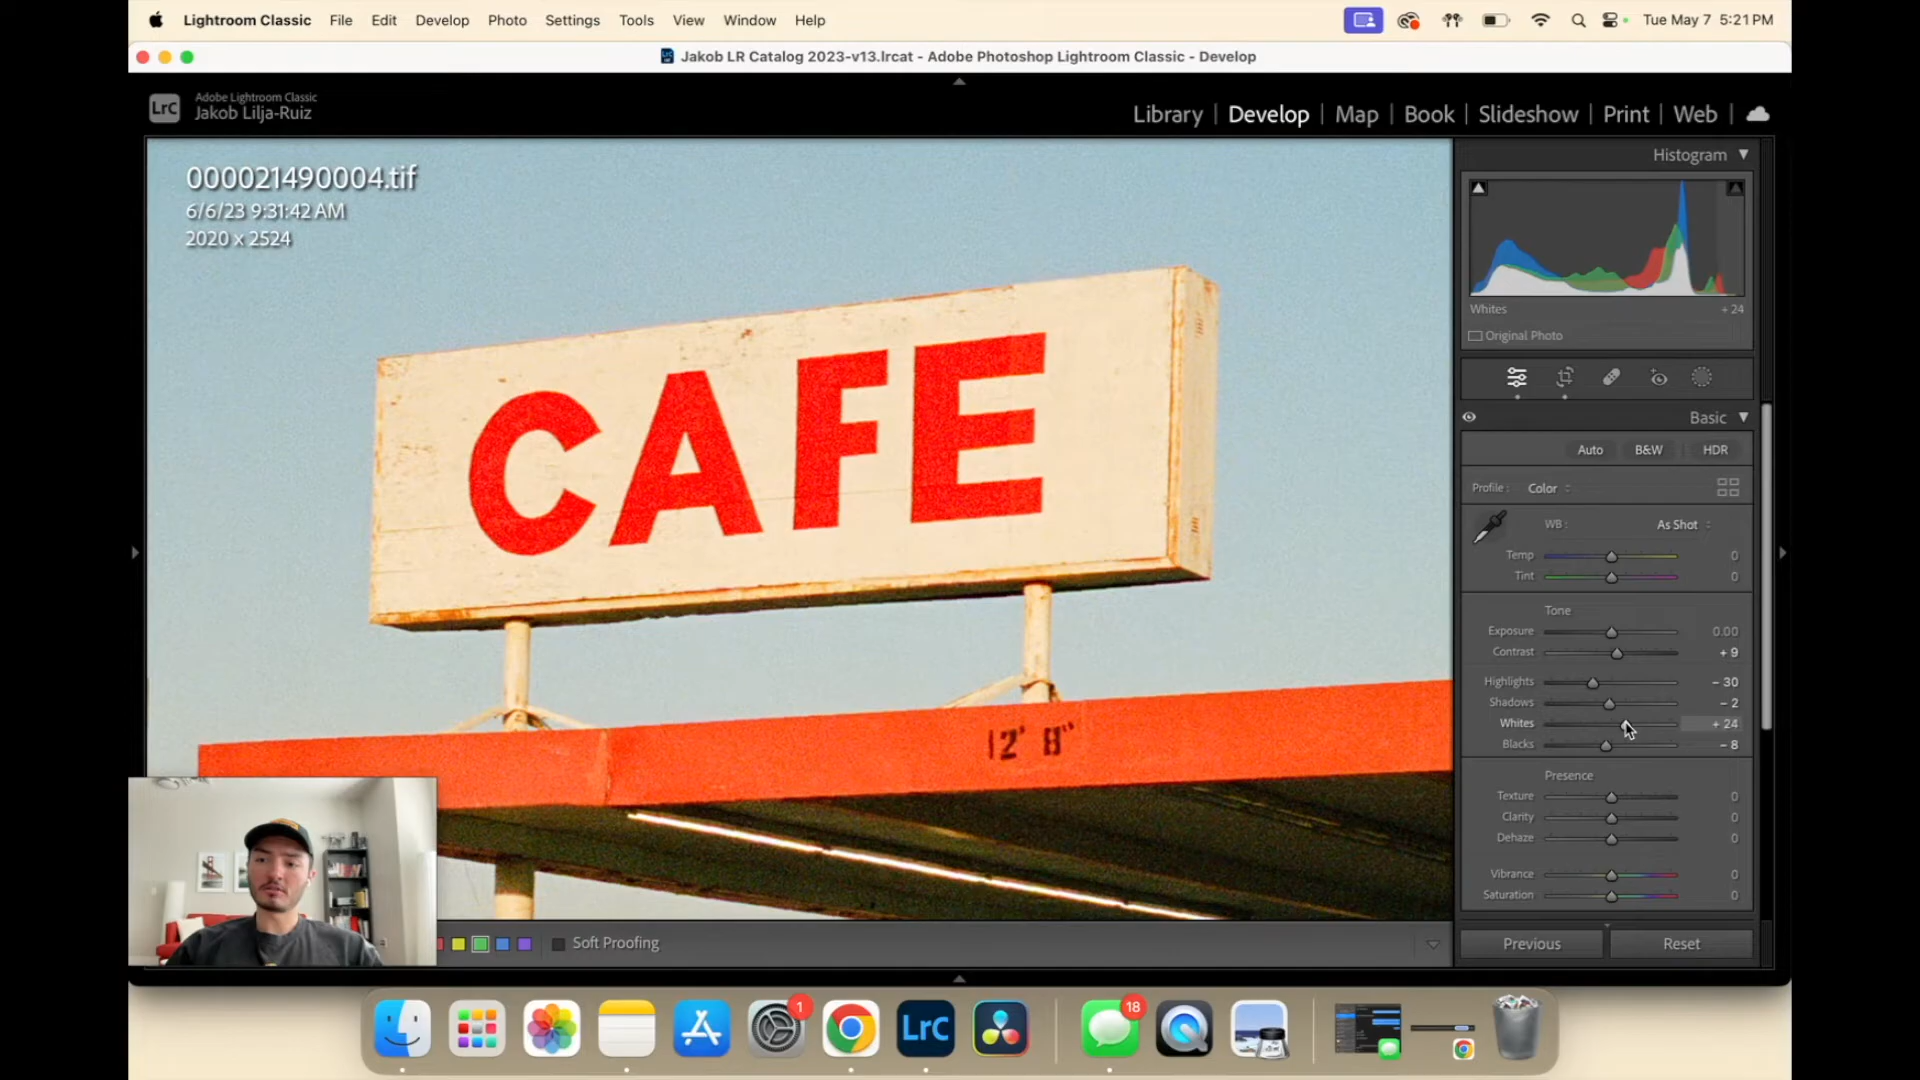 Lightroom Classic File Edit Develop Photo Settings Tools View Window Help Tue May 7 5:21 PM
Jakob LR Catalog 2023-v13.lrcat - Adobe Photoshop Lightroom Classic - Develop
LrC
Adobe Lightroom Classic
Jakob Lilja-Ruiz
Library | Develop | Map | Book | Slideshow | Print | Web |
000021490004.tif
6/6/23 9:31:42 AM
2020 x 2524
CAFE
12' 8"
Histogram
Whites + 24
Original Photo
Basic
Auto B&W HDR
Profile : Color
WB : As Shot
Temp 0
Tint 0
Tone
Exposure 0.00
Contrast + 9
Highlights - 30
Shadows - 2
Whites + 24
Blacks - 8
Presence
Texture 0
Clarity 0
Dehaze 0
Vibrance 0
Saturation 0
Soft Proofing
Previous Reset
1
LrC
18